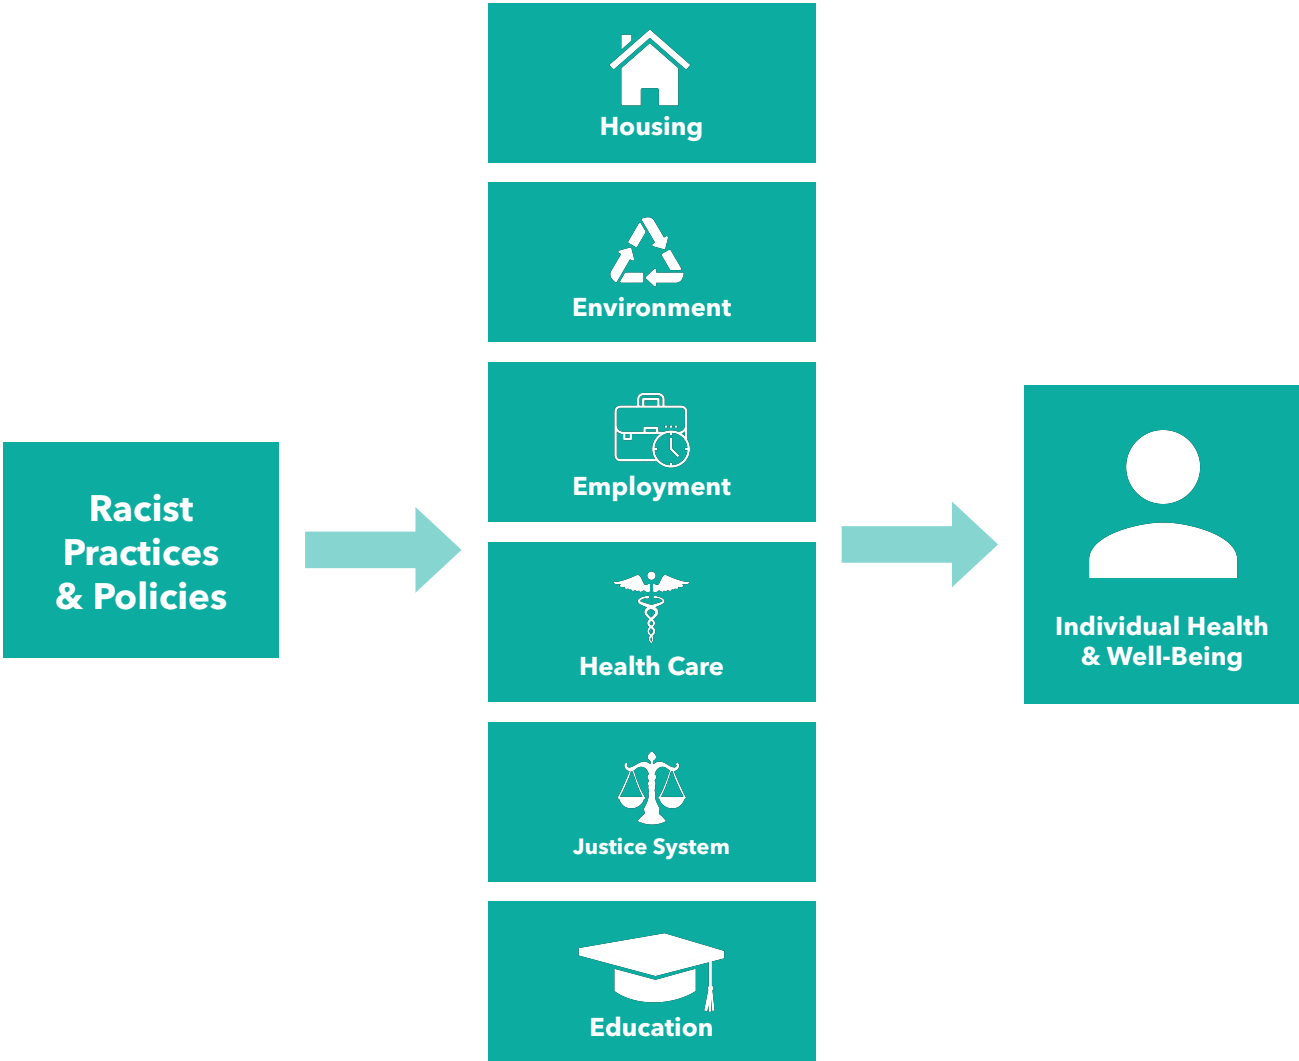 Racist
Practices
& Policies
Housing
Environment
Employment
Health Care
Justice System
Education
Individual Health
& Well-Being